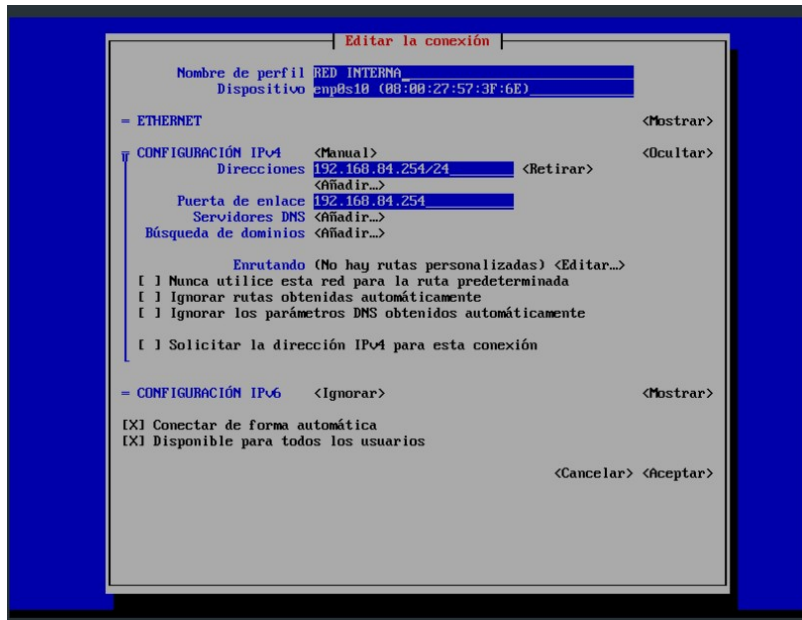 Editar la conexión
Nombre de perfil RED INTERNA
Dispositivo enp0s10 (08:00:27:57:3F:6E)
= ETHERNET <Mostrar>
CONFIGURACIÓN IPv4 <Manual> <Ocultar>
Direcciones 192.168.84.254/24 <Retirar>
<Añadir…>
Puerta de enlace 192.168.84.254
Servidores DNS <Añadir…>
Búsqueda de dominios <Añadir…>
Enrutando (No hay rutas personalizadas) <Editar…>
[ ] Nunca utilice esta red para la ruta predeterminada
[ ] Ignorar rutas obtenidas automáticamente
[ ] Ignorar los parámetros DNS obtenidos automáticamente
[ ] Solicitar la dirección IPv4 para esta conexión
= CONFIGURACIÓN IPv6 <Ignorar> <Mostrar>
[X] Conectar de forma automática
[X] Disponible para todos los usuarios
<Cancelar> <Aceptar>